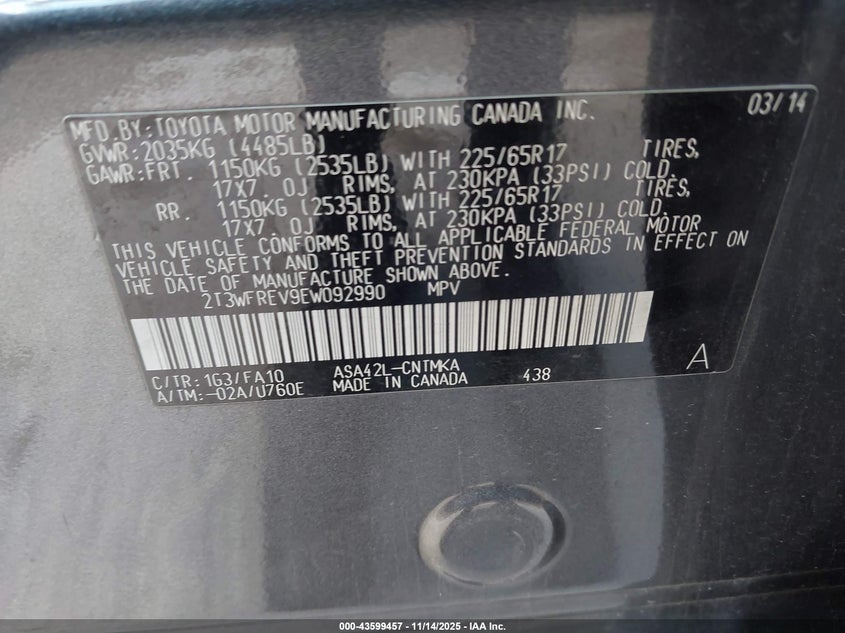 MFD. BY: TOYOTA MOTOR MANUFACTURING CANADA INC. 03/14
GVWR: 2035KG (4485LB)
GAWR: FRT. 1150KG (2535LB) WITH 225/65R17 TIRES,
17X7. OJ RIMS, AT 230KPA (33PSI) COLD.
RR. 1150KG (2535LB) WITH 225/65R17 TIRES,
17X7. OJ RIMS, AT 230KPA (33PSI) COLD.
THIS VEHICLE CONFORMS TO ALL APPLICABLE FEDERAL MOTOR
VEHICLE SAFETY AND THEFT PREVENTION STANDARDS IN EFFECT ON
THE DATE OF MANUFACTURE SHOWN ABOVE.
2T3WFREV9EW092990 MPV
C/TR: 1G3/FA10 ASA42L-CNTMKA 438 A
A/TM: -02A/U760E MADE IN CANADA
000-43599457 - 11/14/2025 - IAA Inc.